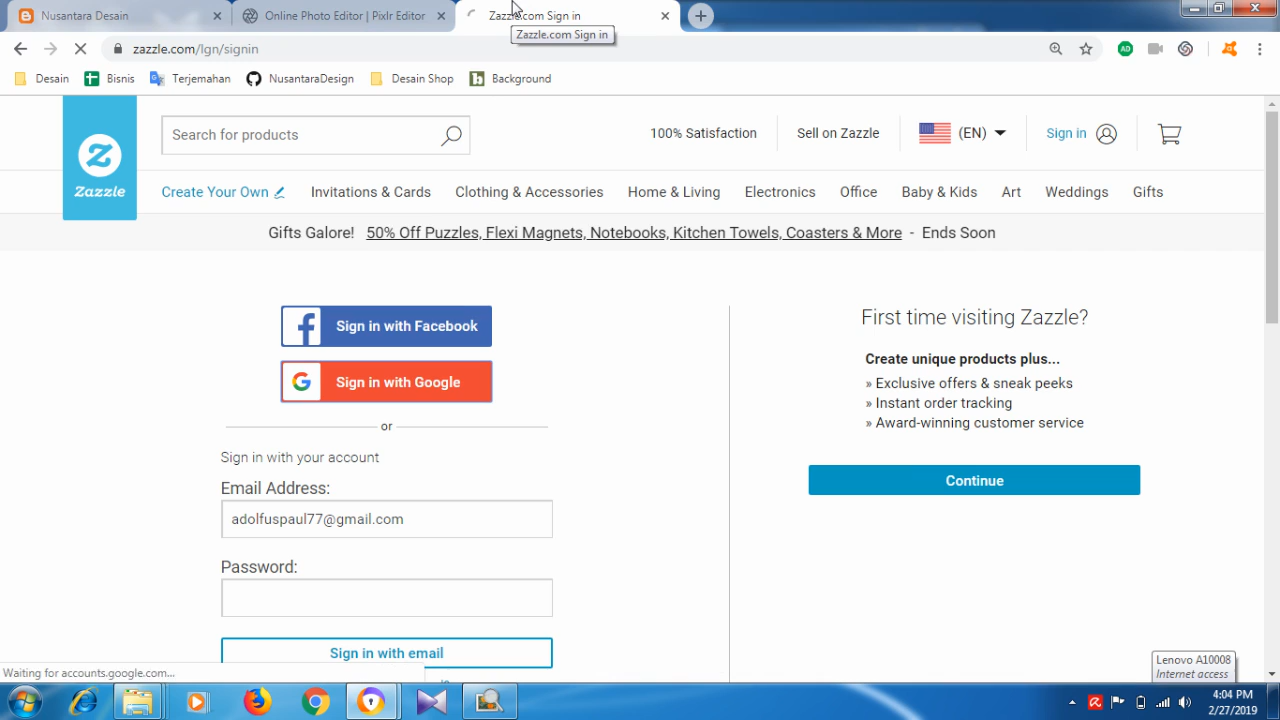 Nusantara Desain
Online Photo Editor | Pixlr Editor
Zazzle.com Sign in
Zazzle.com Sign in
zazzle.com/lgn/signin
Desain
Bisnis
Terjemahan
NusantaraDesign
Desain Shop
Background
Zazzle
Search for products
100% Satisfaction
Sell on Zazzle
(EN)
Sign in
Create Your Own
Invitations & Cards
Clothing & Accessories
Home & Living
Electronics
Office
Baby & Kids
Art
Weddings
Gifts
Gifts Galore! 50% Off Puzzles, Flexi Magnets, Notebooks, Kitchen Towels, Coasters & More - Ends Soon
Sign in with Facebook
Sign in with Google
or
Sign in with your account
Email Address:
adolfuspaul77@gmail.com
Password:
Sign in with email
First time visiting Zazzle?
Create unique products plus...
» Exclusive offers & sneak peeks
» Instant order tracking
» Award-winning customer service
Continue
Waiting for accounts.google.com...
Lenovo A10008
Internet access
4:04 PM
2/27/2019